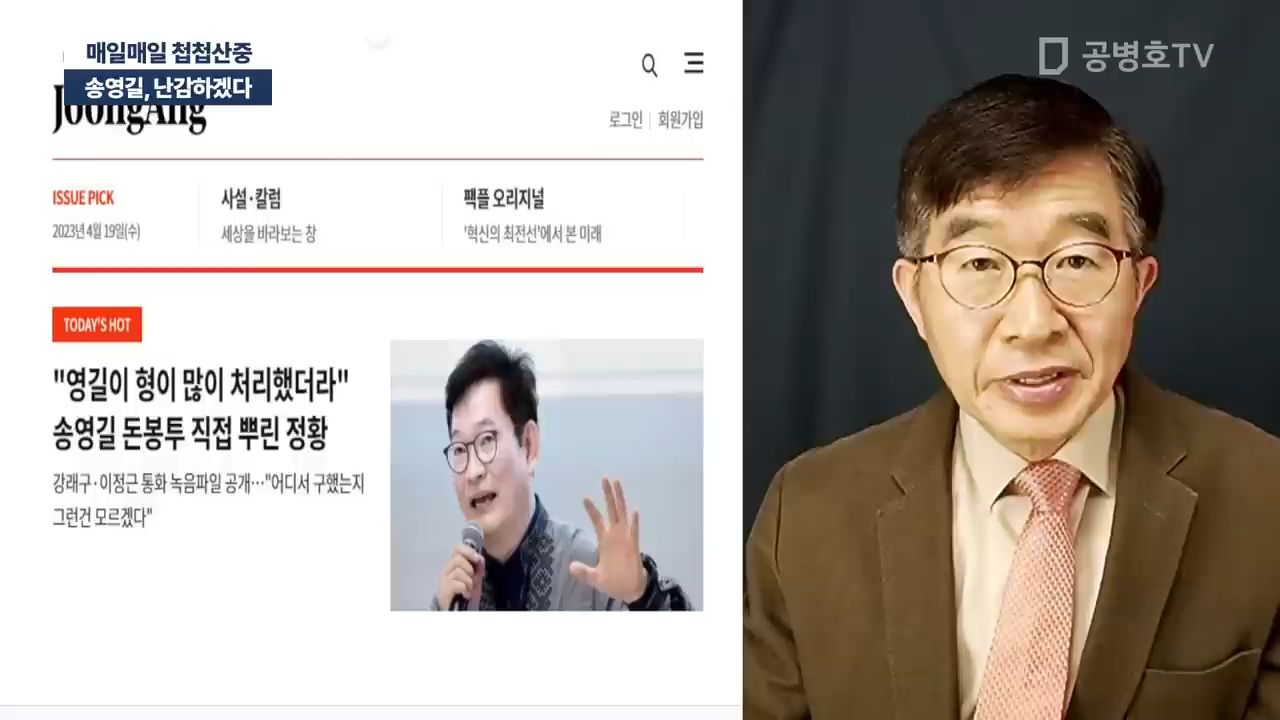 매일매일 첩첩산중
송영길, 난감하겠다
JoongAng
로그인 | 회원가입
ISSUE PICK
2023년 4월 19일(수)
사설·칼럼
세상을 바라보는 창
팩플 오리지널
'혁신의 최전선'에서 본 미래
TODAY'S HOT
"영길이 형이 많이 처리했더라"
송영길 돈봉투 직접 뿌린 정황
강래구·이정근 통화 녹음파일 공개…"어디서 구했는지
그런건 모르겠다"
공병호TV